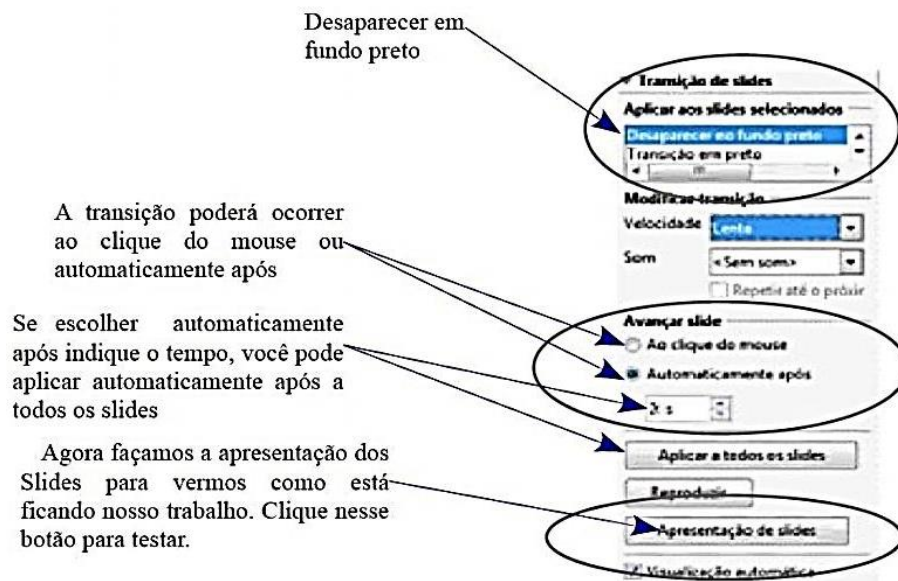 Desaparecer em
fundo preto
Transição de slides
Aplicar aos slides selecionados
Desaparecer no fundo preto
Transição em preto
A transição poderá ocorrer
ao clique do mouse ou
automaticamente após
Modificar transição
Velocidade Lenta
Som <Sem som>
Repetir até o próxir
Se escolher automaticamente
após indique o tempo, você pode
aplicar automaticamente após a
todos os slides
Avançar slide
Ao clique do mouse
Automaticamente após
Agora façamos a apresentação dos
Slides para vermos como está
ficando nosso trabalho. Clique nesse
botão para testar.
Aplicar a todos os slides
Reproduzir
Apresentação de slides
Visualização automática